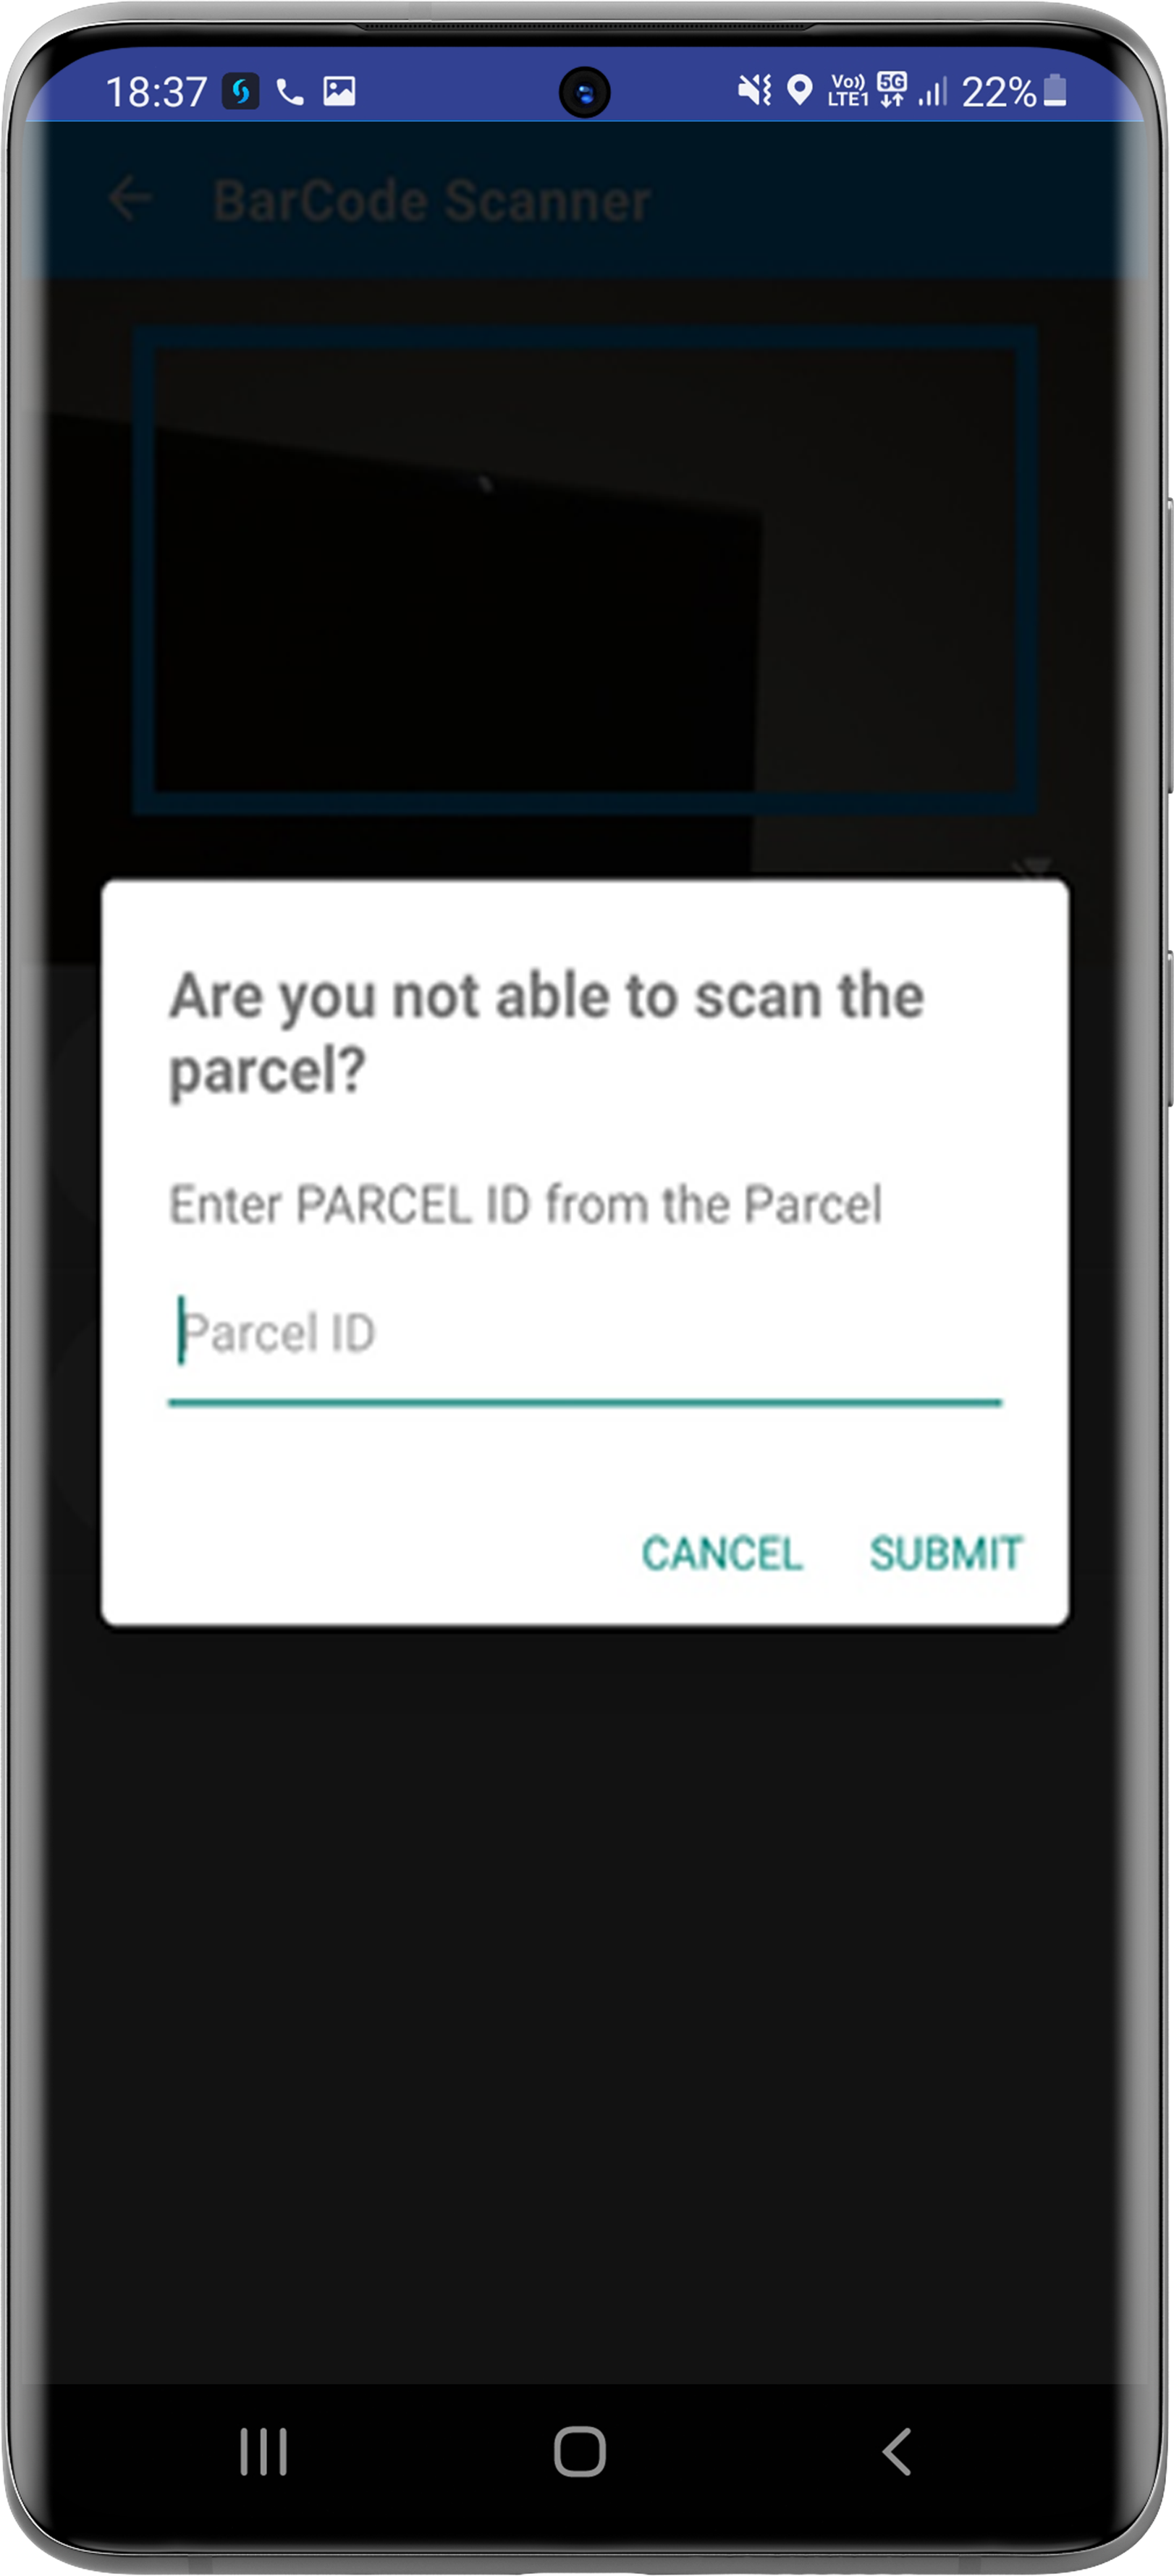 18:37 Vo)) LTE1 5G 22%
BarCode Scanner
Are you not able to scan the
parcel?
Enter PARCEL ID from the Parcel
Parcel ID
CANCEL SUBMIT